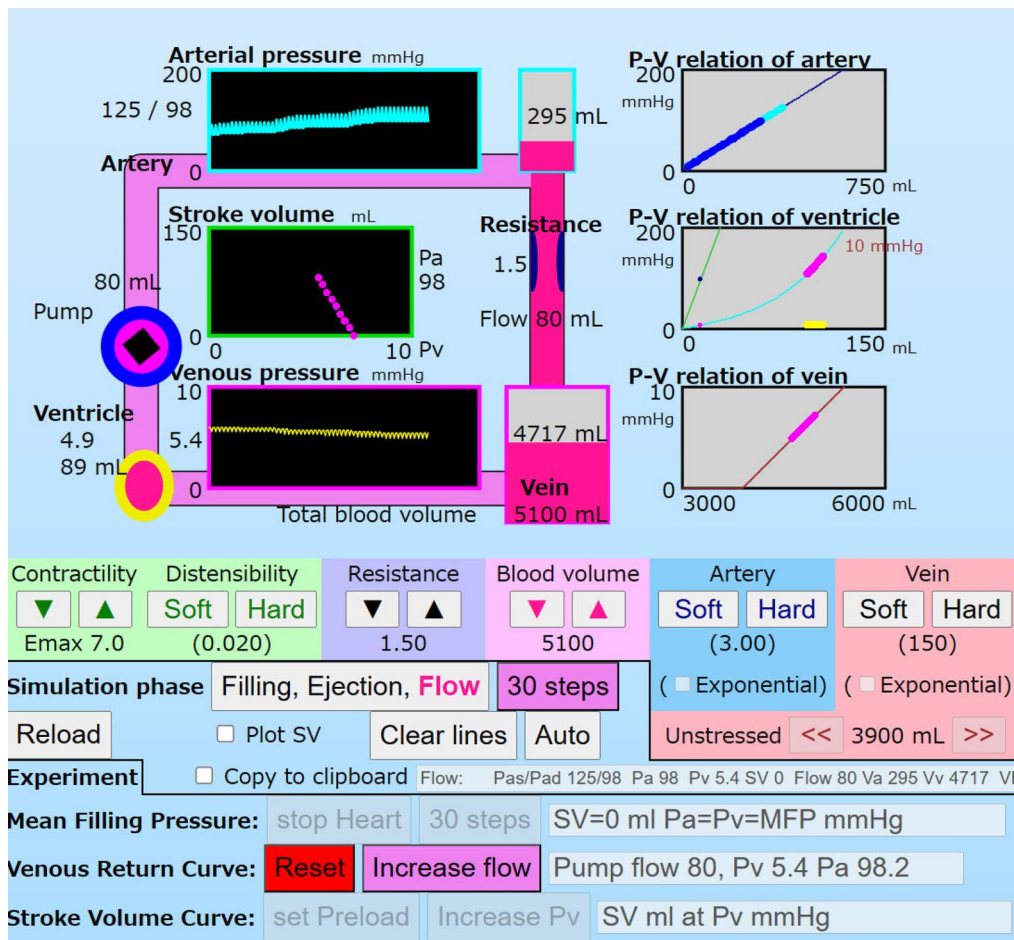 Arterial pressure mmHg
200
125 / 98
0
Artery
295 mL
P-V relation of artery
200
mmHg
0
0 750 mL
Stroke volume mL
150
0
0 10 Pv
Pa
98
Resistance
1.5
Flow 80 mL
P-V relation of ventricle
200
mmHg
10 mmHg
0
0 150 mL
80 mL
Pump
Venous pressure mmHg
10
5.4
0
Ventricle
4.9
89 mL
4717 mL
Vein
Total blood volume 5100 mL
P-V relation of vein
10
mmHg
0
3000 6000 mL
Contractility Distensibility Resistance Blood volume Artery Vein
▼ ▲ Soft Hard ▼ ▲ ▼ ▲ Soft Hard Soft Hard
Emax 7.0 (0.020) 1.50 5100 (3.00) (150)
Simulation phase Filling, Ejection, Flow 30 steps ( Exponential) ( Exponential)
Reload Plot SV Clear lines Auto Unstressed << 3900 mL >>
Experiment Copy to clipboard Flow: Pas/Pad 125/98 Pa 98 Pv 5.4 SV 0 Flow 80 Va 295 Vv 4717
Mean Filling Pressure: stop Heart 30 steps SV=0 ml Pa=Pv=MFP mmHg
Venous Return Curve: Reset Increase flow Pump flow 80, Pv 5.4 Pa 98.2
Stroke Volume Curve: set Preload Increase Pv SV ml at Pv mmHg